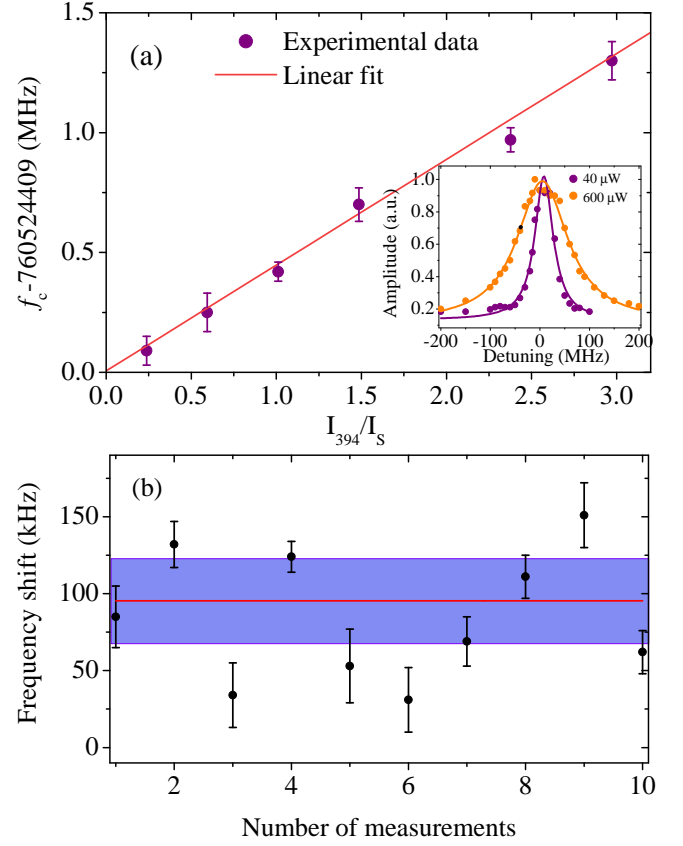 (a)
Experimental data
Linear fit
f_c-760524409 (MHz)
1.5
1.0
0.5
0.0
0.0 0.5 1.0 1.5 2.0 2.5 3.0
I_394/I_S
Amplitude (a.u.)
1.0
0.8
0.6
0.4
0.2
40 μW
600 μW
-200 -100 0 100 200
Detuning (MHz)
(b)
Frequency shift (kHz)
150
100
50
0
2 4 6 8 10
Number of measurements